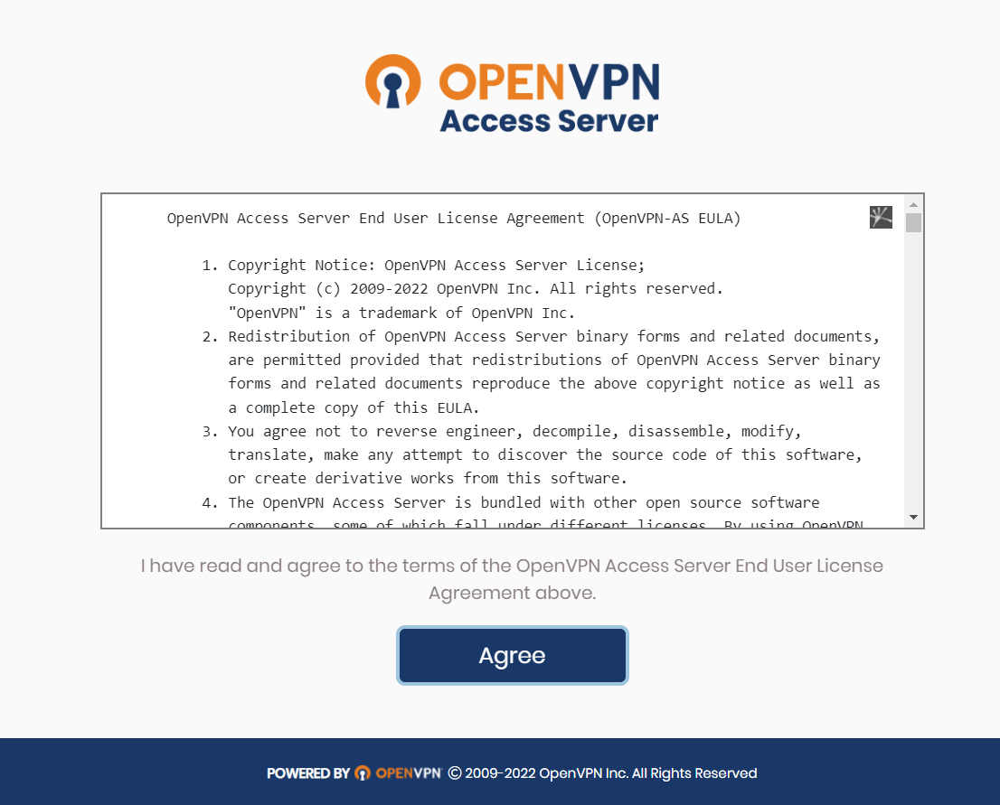 OPENVPN
Access Server
OpenVPN Access Server End User License Agreement (OpenVPN-AS EULA)
1. Copyright Notice: OpenVPN Access Server License;
Copyright (c) 2009-2022 OpenVPN Inc. All rights reserved.
"OpenVPN" is a trademark of OpenVPN Inc.
2. Redistribution of OpenVPN Access Server binary forms and related documents,
are permitted provided that redistributions of OpenVPN Access Server binary
forms and related documents reproduce the above copyright notice as well as
a complete copy of this EULA.
3. You agree not to reverse engineer, decompile, disassemble, modify,
translate, make any attempt to discover the source code of this software,
or create derivative works from this software.
4. The OpenVPN Access Server is bundled with other open source software
components, some of which fall under different licenses. By using OpenVPN
I have read and agree to the terms of the OpenVPN Access Server End User License
Agreement above.
Agree
POWERED BY OPENVPN © 2009-2022 OpenVPN Inc. All Rights Reserved